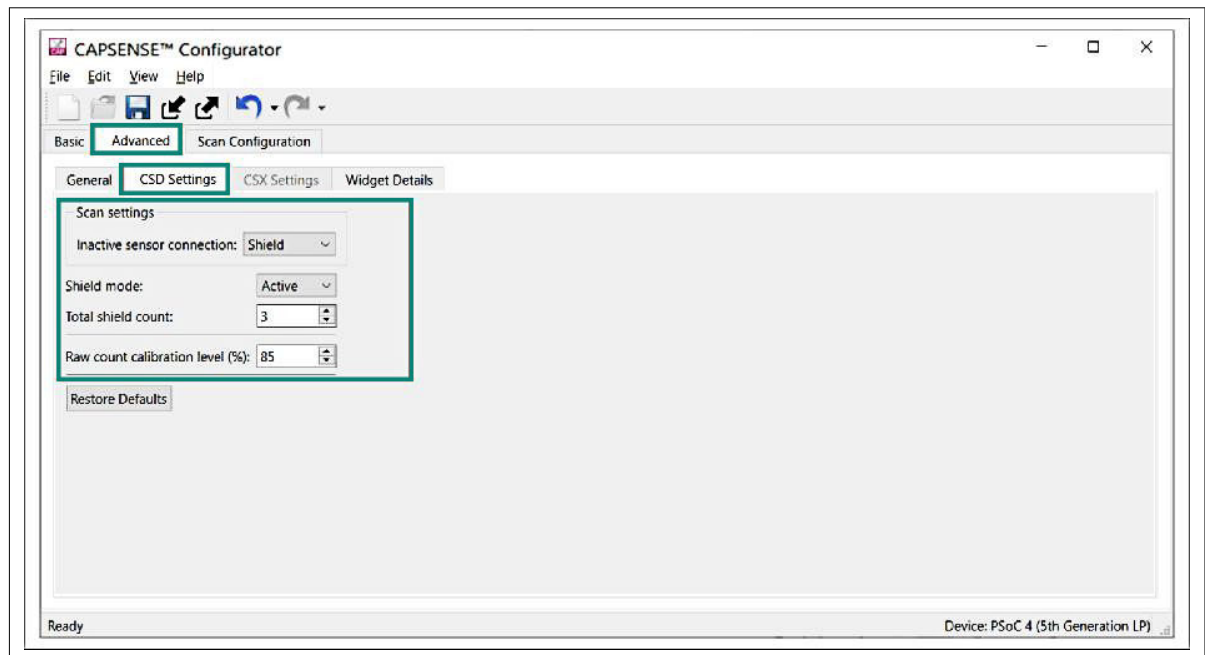 CAPSENSE™ Configurator
File Edit View Help
Basic Advanced Scan Configuration
General CSD Settings CSX Settings Widget Details
Scan settings
Inactive sensor connection: Shield
Shield mode: Active
Total shield count: 3
Raw count calibration level (%): 85
Restore Defaults
Ready Device: PSoC 4 (5th Generation LP)